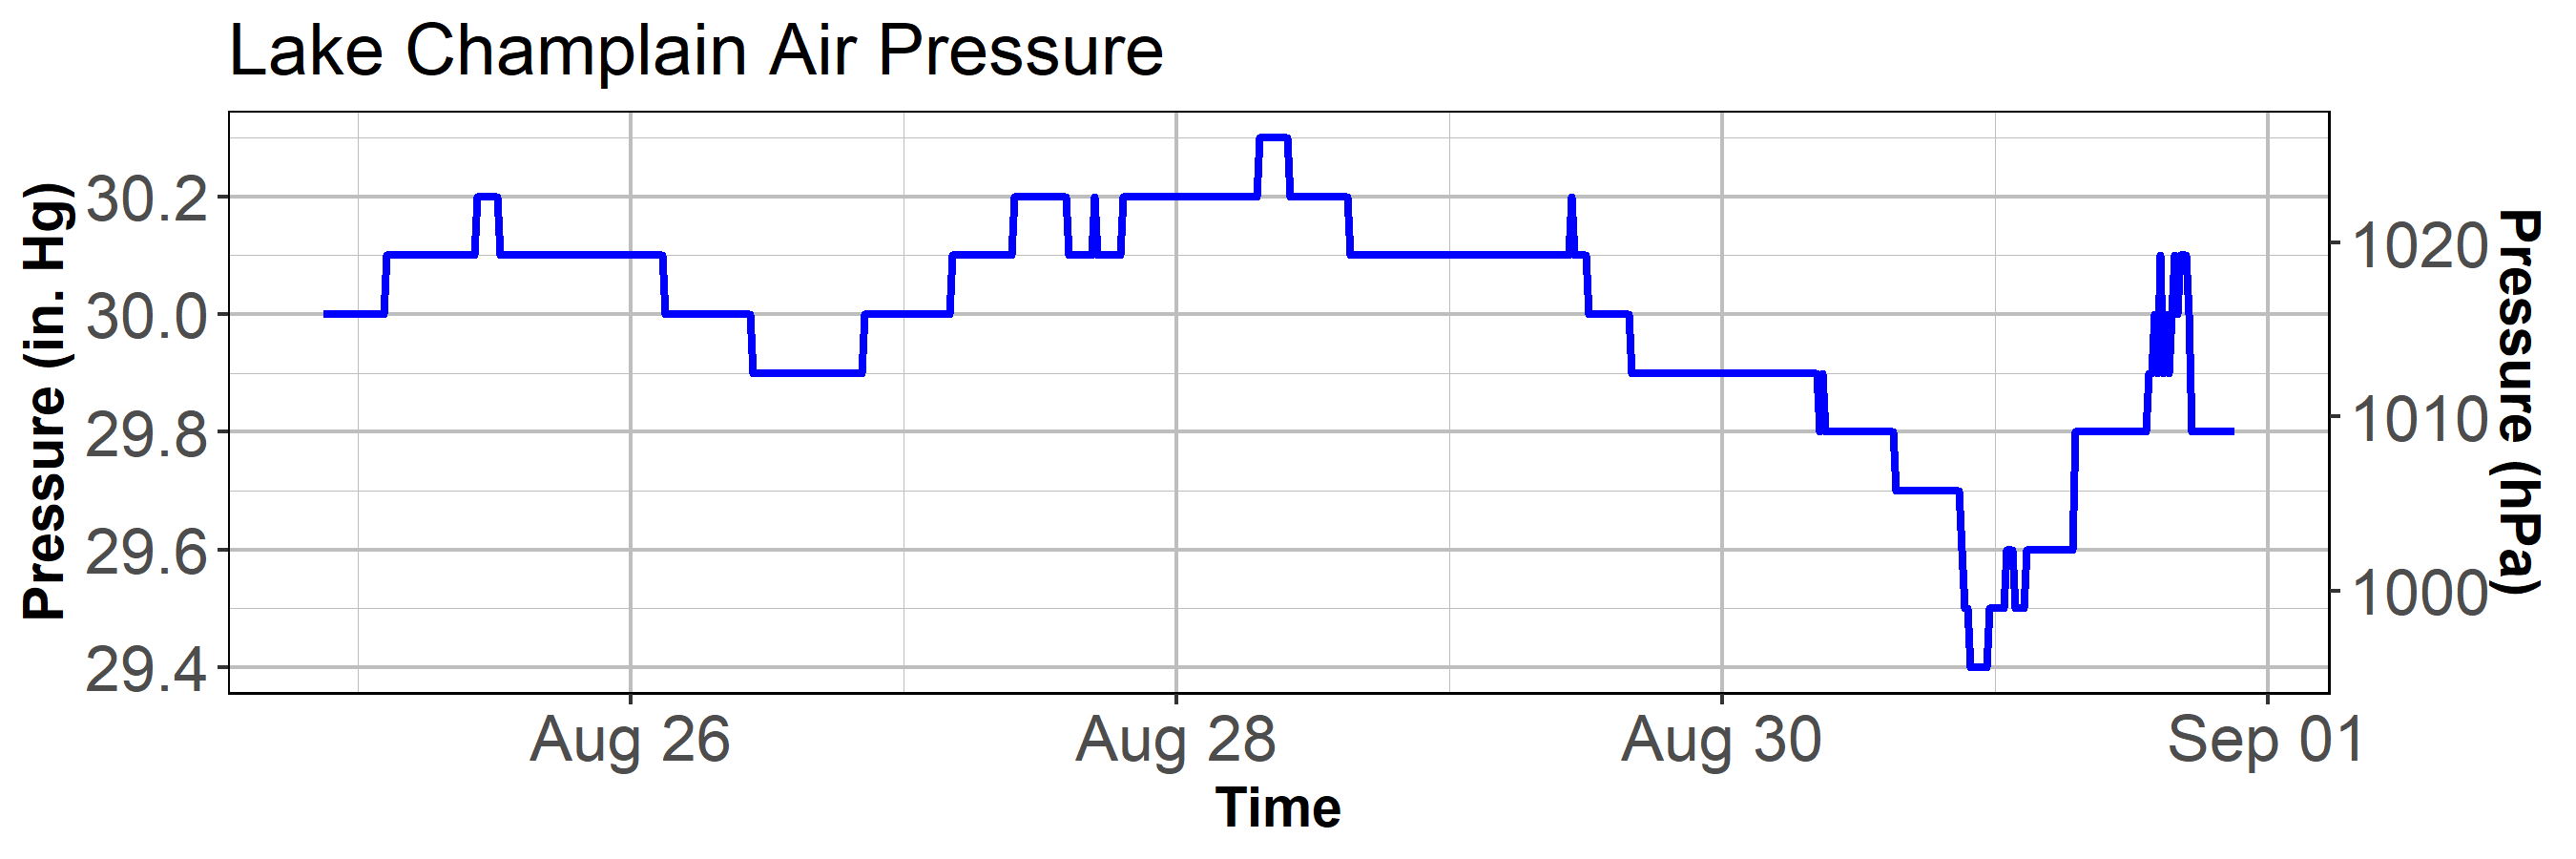 Lake Champlain Air Pressure
Pressure (in. Hg)
30.2
30.0
29.8
29.6
29.4
1020
1010
1000
Pressure (hPa)
Aug 26
Aug 28
Aug 30
Sep 01
Time